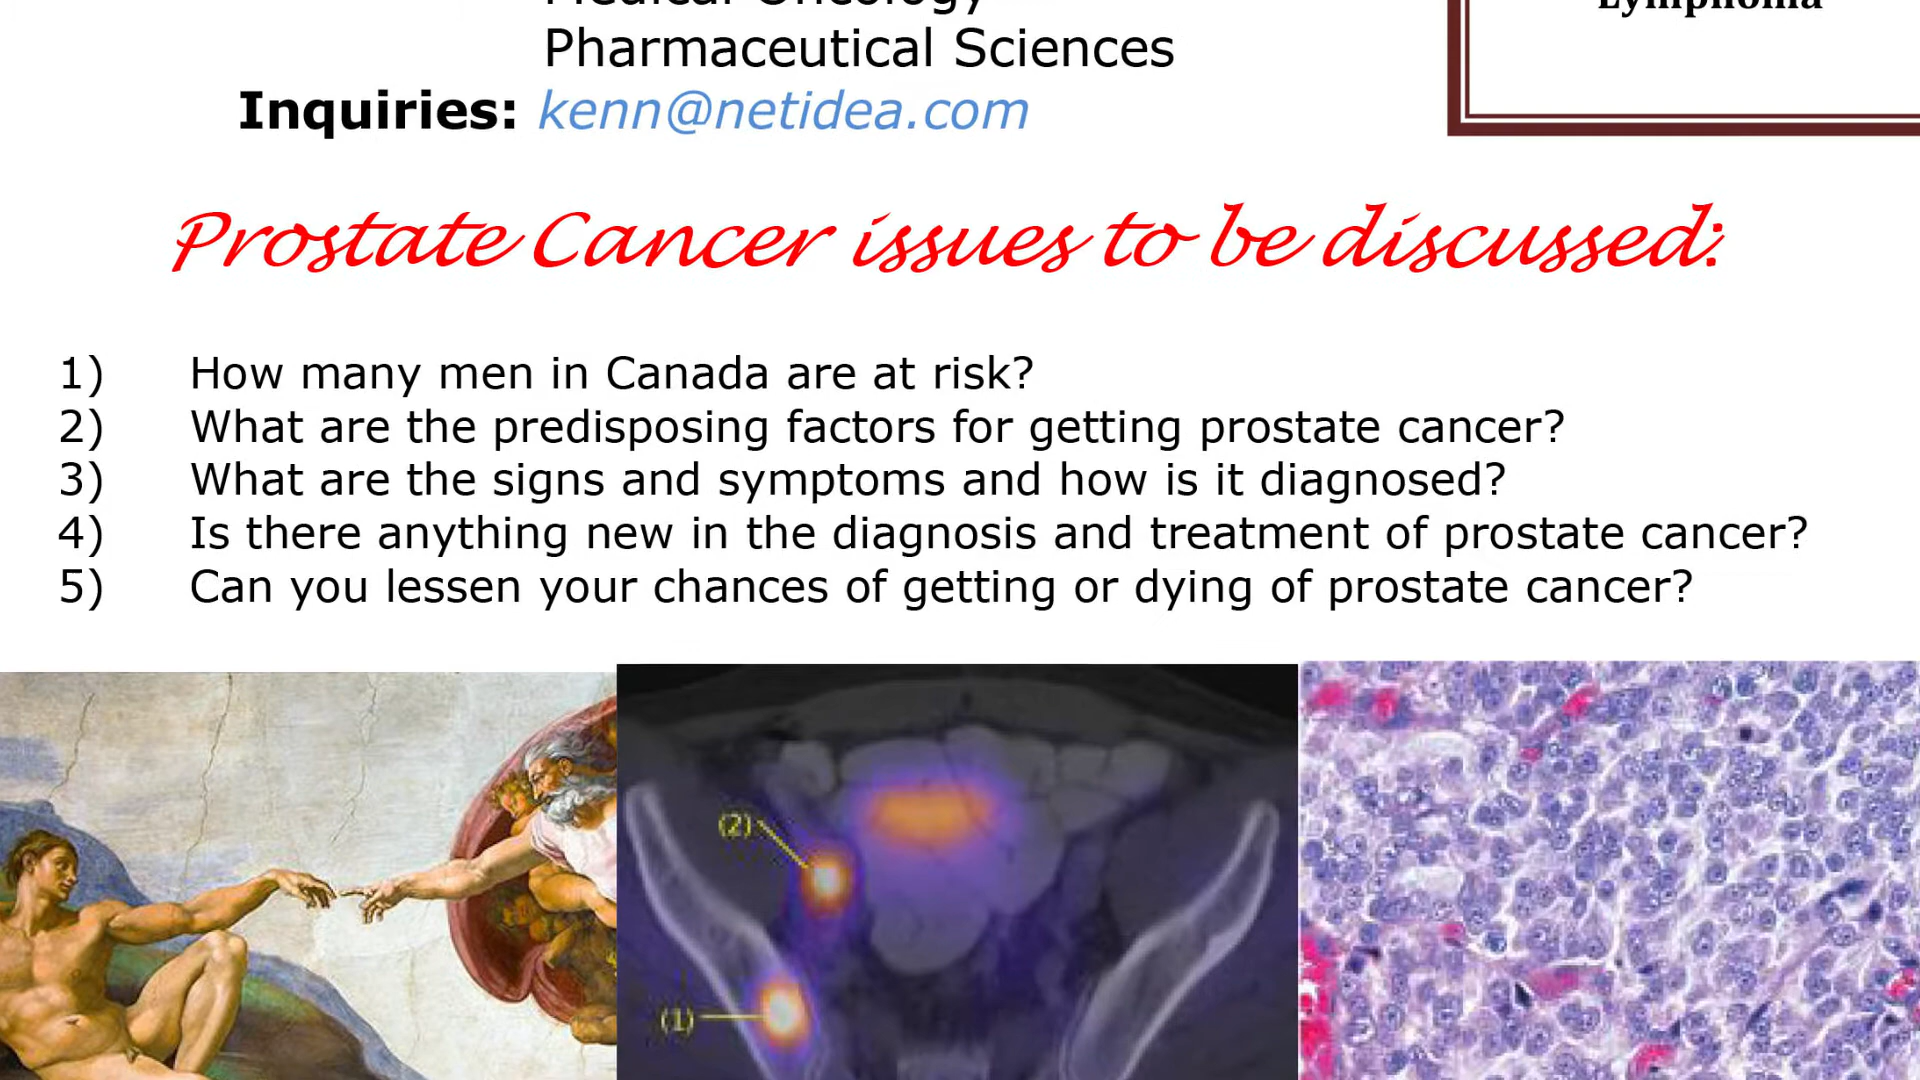 Medical Oncology
Lymphoma
Pharmaceutical Sciences
Inquiries: kenn@netidea.com
Prostate Cancer issues to be discussed:
1) How many men in Canada are at risk?
2) What are the predisposing factors for getting prostate cancer?
3) What are the signs and symptoms and how is it diagnosed?
4) Is there anything new in the diagnosis and treatment of prostate cancer?
5) Can you lessen your chances of getting or dying of prostate cancer?
(2)
(1)